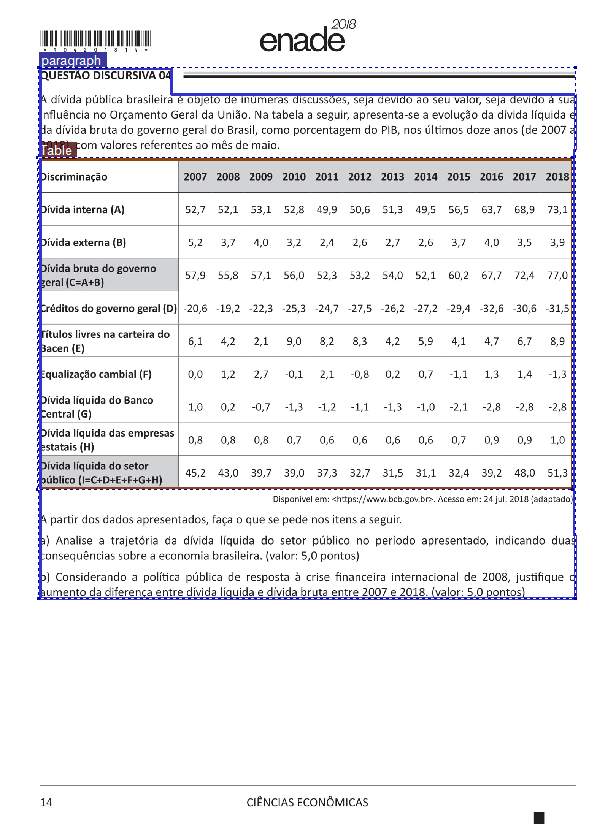 enade 2018
*1042018 14*
paragraph
QUESTÃO DISCURSIVA 04
A dívida pública brasileira é objeto de inúmeras discussões, seja devido ao seu valor, seja devido à sua
influência no Orçamento Geral da União. Na tabela a seguir, apresenta-se a evolução da dívida líquida e
da dívida bruta do governo geral do Brasil, como porcentagem do PIB, nos últimos doze anos (de 2007 a
com valores referentes ao mês de maio.
Table
Discriminação 2007 2008 2009 2010 2011 2012 2013 2014 2015 2016 2017 2018
Dívida interna (A) 52,7 52,1 53,1 52,8 49,9 50,6 51,3 49,5 56,5 63,7 68,9 73,1
Dívida externa (B) 5,2 3,7 4,0 3,2 2,4 2,6 2,7 2,6 3,7 4,0 3,5 3,9
Dívida bruta do governo
geral (C=A+B) 57,9 55,8 57,1 56,0 52,3 53,2 54,0 52,1 60,2 67,7 72,4 77,0
Créditos do governo geral (D) -20,6 -19,2 -22,3 -25,3 -24,7 -27,5 -26,2 -27,2 -29,4 -32,6 -30,6 -31,5
Títulos livres na carteira do
Bacen (E) 6,1 4,2 2,1 9,0 8,2 8,3 4,2 5,9 4,1 4,7 6,7 8,9
Equalização cambial (F) 0,0 1,2 2,7 -0,1 2,1 -0,8 0,2 0,7 -1,1 1,3 1,4 -1,3
Dívida líquida do Banco
Central (G) 1,0 0,2 -0,7 -1,3 -1,2 -1,1 -1,3 -1,0 -2,1 -2,8 -2,8 -2,8
Dívida líquida das empresas
estatais (H) 0,8 0,8 0,8 0,7 0,6 0,6 0,6 0,6 0,7 0,9 0,9 1,0
Dívida líquida do setor
público (I=C+D+E+F+G+H) 45,2 43,0 39,7 39,0 37,3 32,7 31,5 31,1 32,4 39,2 48,0 51,3
Disponível em: <https://www.bcb.gov.br>. Acesso em: 24 jul. 2018 (adaptado)
A partir dos dados apresentados, faça o que se pede nos itens a seguir.
a) Analise a trajetória da dívida líquida do setor público no período apresentado, indicando duas
consequências sobre a economia brasileira. (valor: 5,0 pontos)
b) Considerando a política pública de resposta à crise financeira internacional de 2008, justifique o
aumento da diferença entre dívida líquida e dívida bruta entre 2007 e 2018. (valor: 5,0 pontos)
14 CIÊNCIAS ECONÔMICAS